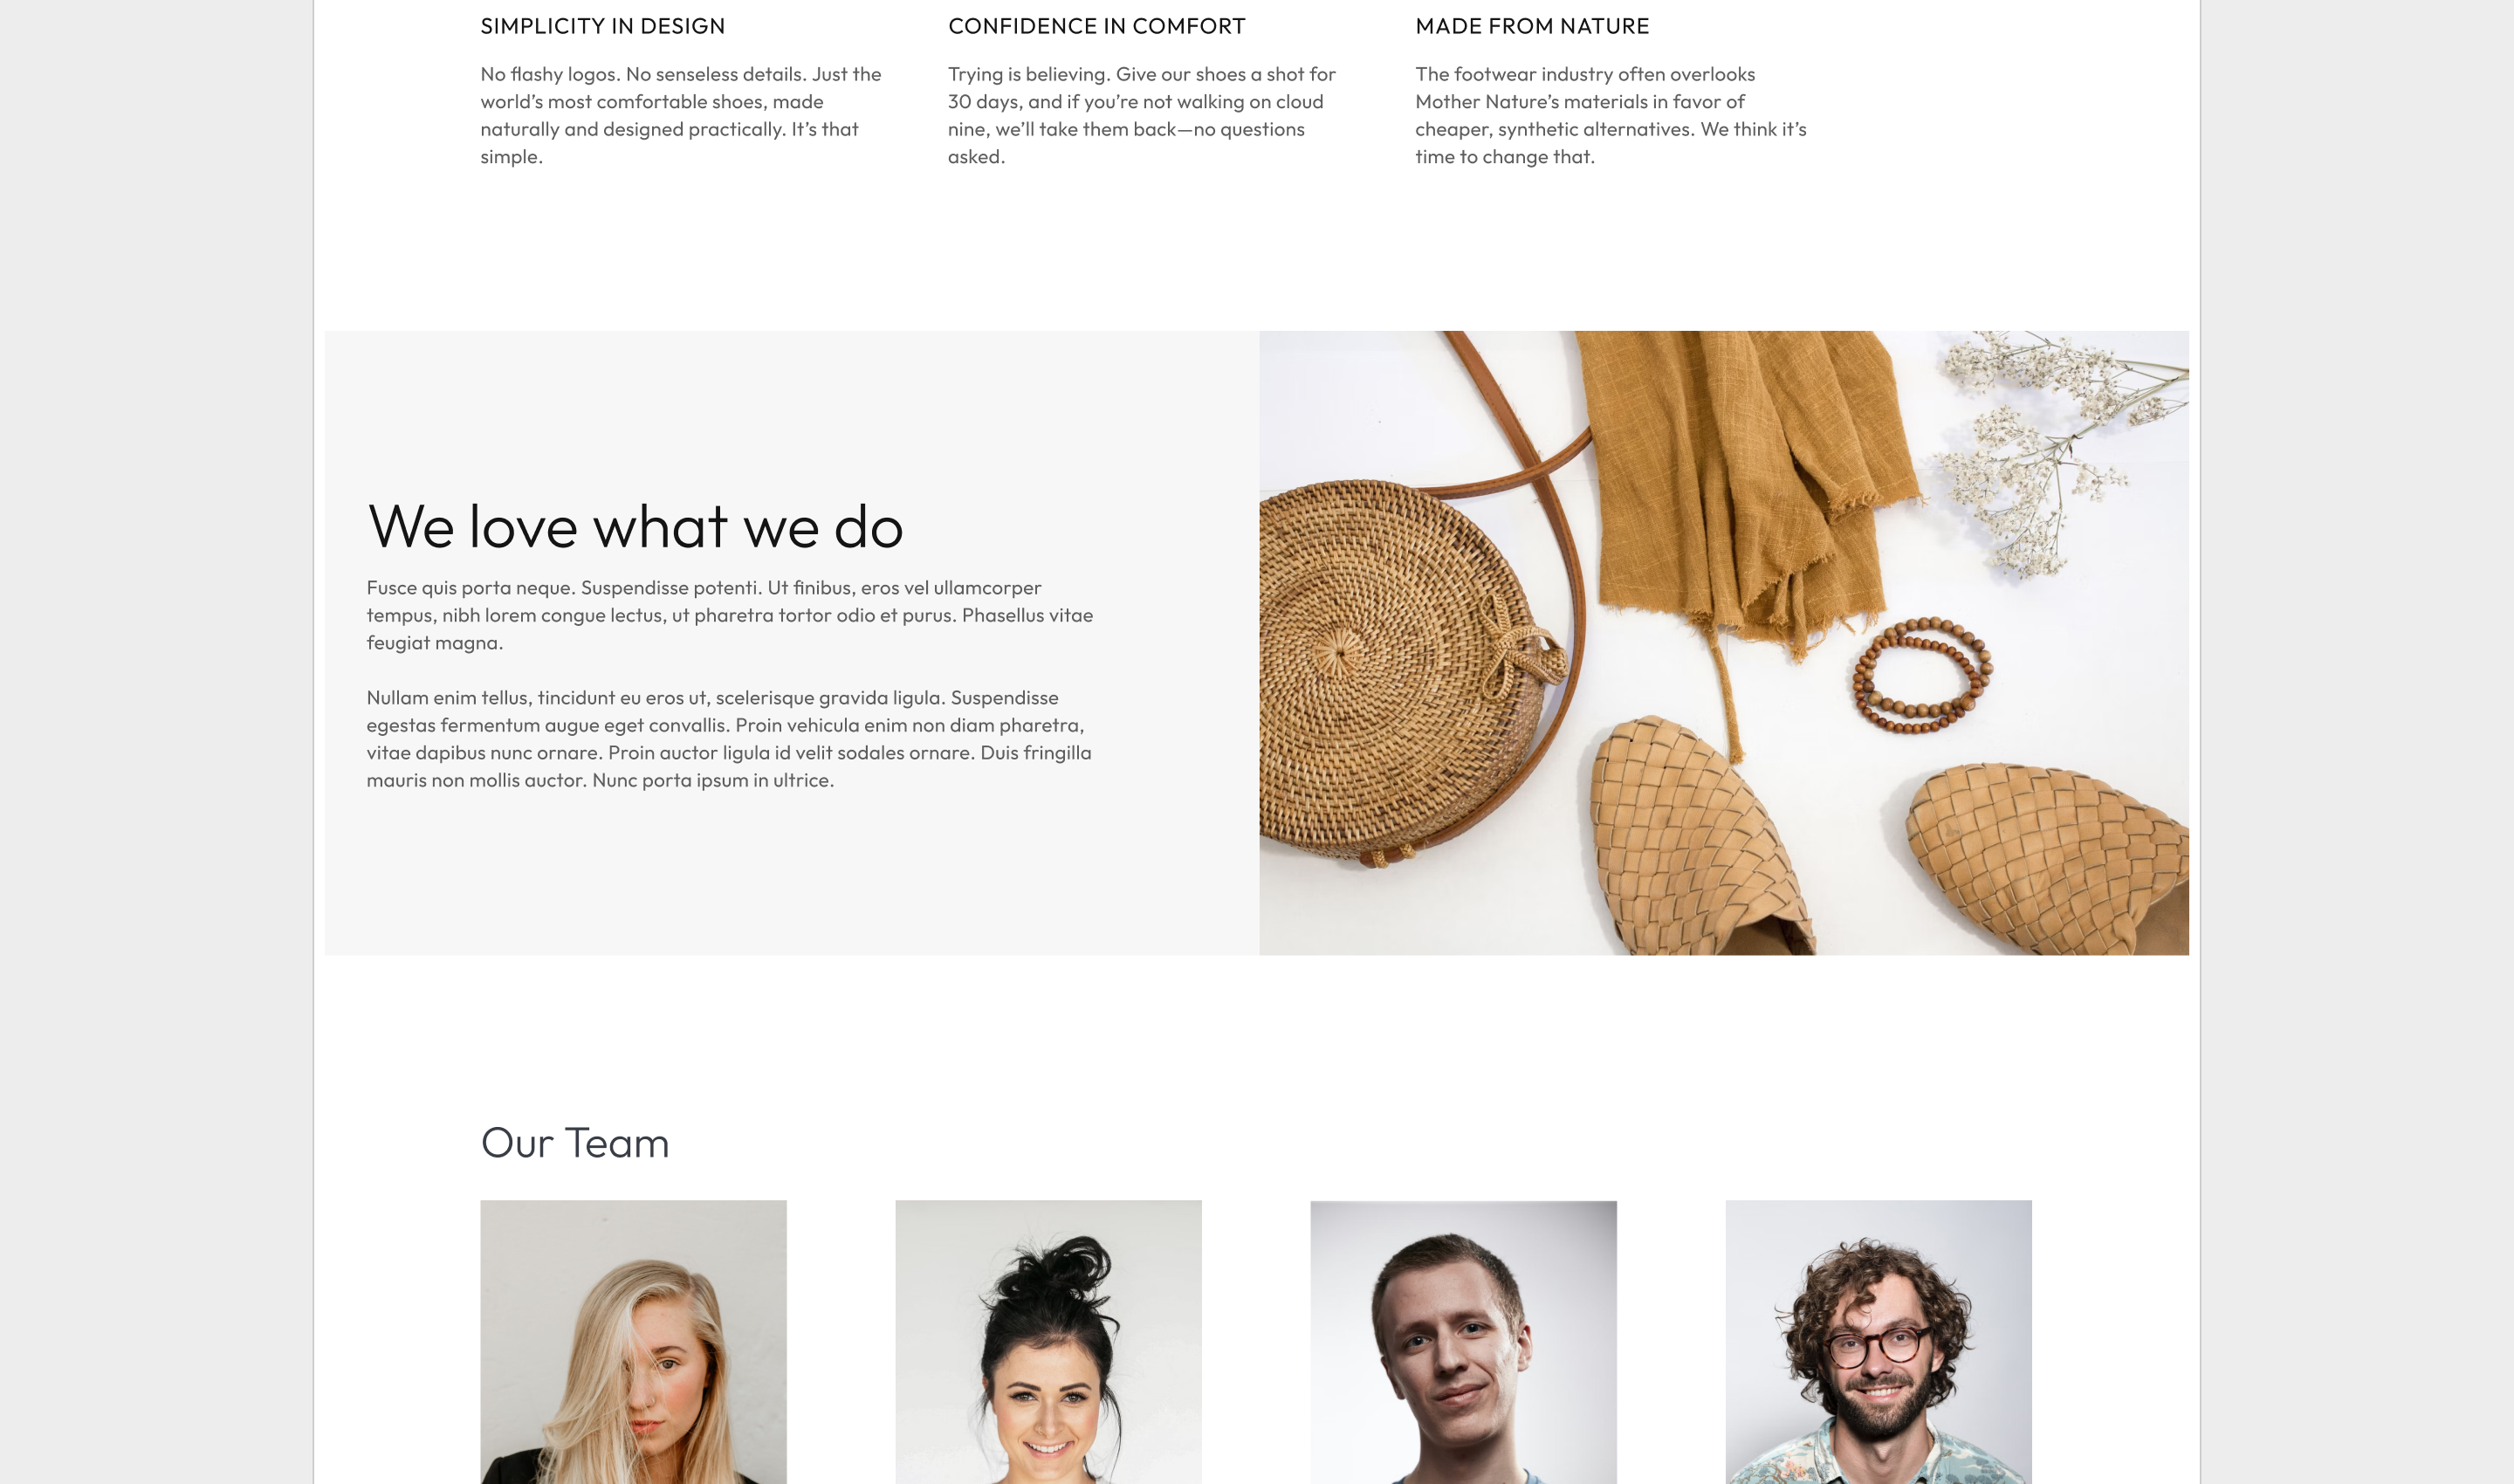 SIMPLICITY IN DESIGN
No flashy logos. No senseless details. Just the
world’s most comfortable shoes, made
naturally and designed practically. It’s that
simple.
CONFIDENCE IN COMFORT
Trying is believing. Give our shoes a shot for
30 days, and if you’re not walking on cloud
nine, we’ll take them back—no questions
asked.
MADE FROM NATURE
The footwear industry often overlooks
Mother Nature’s materials in favor of
cheaper, synthetic alternatives. We think it’s
time to change that.
We love what we do
Fusce quis porta neque. Suspendisse potenti. Ut finibus, eros vel ullamcorper
tempus, nibh lorem congue lectus, ut pharetra tortor odio et purus. Phasellus vitae
feugiat magna.
Nullam enim tellus, tincidunt eu eros ut, scelerisque gravida ligula. Suspendisse
egestas fermentum augue eget convallis. Proin vehicula enim non diam pharetra,
vitae dapibus nunc ornare. Proin auctor ligula id velit sodales ornare. Duis fringilla
mauris non mollis auctor. Nunc porta ipsum in ultrice.
Our Team